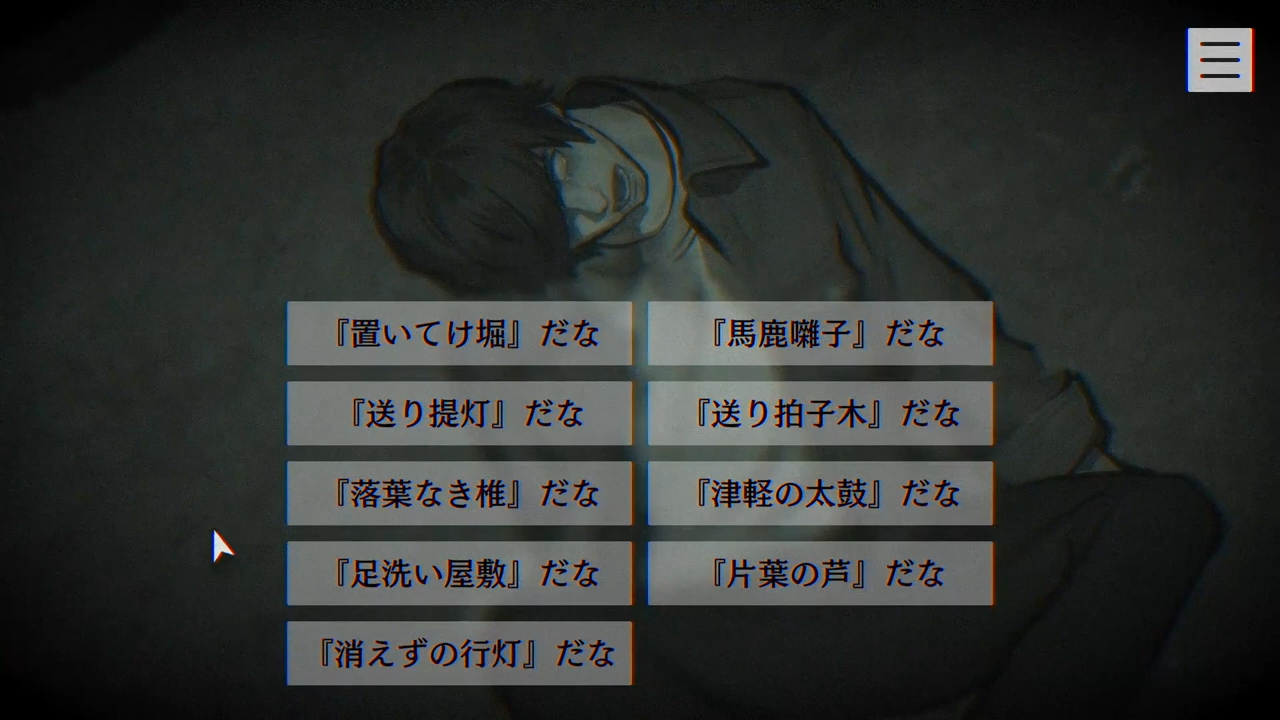 『置いてけ堀』だな
『馬鹿囃子』だな
『送り提灯』だな
『送り拍子木』だな
『落葉なき椎』だな
『津軽の太鼓』だな
『足洗い屋敷』だな
『片葉の芦』だな
『消えずの行灯』だな